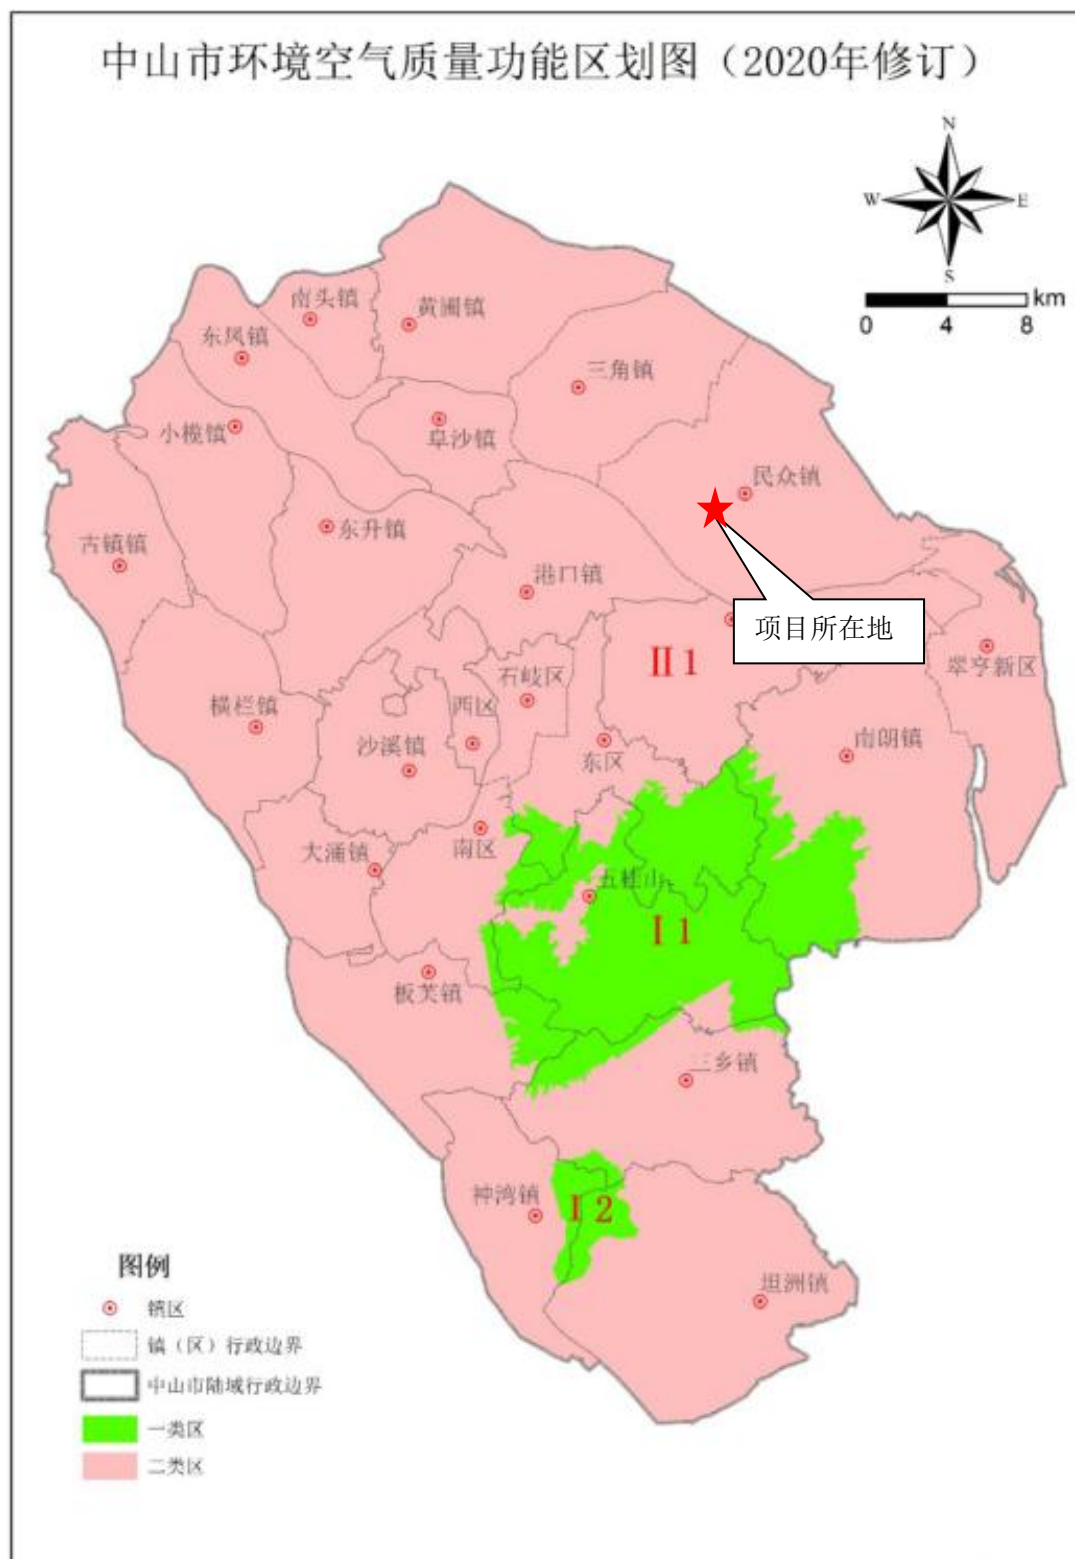 中山市环境空气质量功能区划图（2020年修订）
N
W
E
S
km
0 4 8
南头镇
黄圃镇
东凤镇
三角镇
小榄镇
阜沙镇
民众镇
东升镇
古镇镇
港口镇
项目所在地
Ⅱ1
翠亨新区
石岐区
西区
横栏镇
沙溪镇
东区
南朗镇
南区
大涌镇
五桂山
Ⅰ1
板芙镇
三乡镇
神湾镇
Ⅰ2
坦洲镇
图例
镇区
镇（区）行政边界
中山市陆域行政边界
一类区
二类区